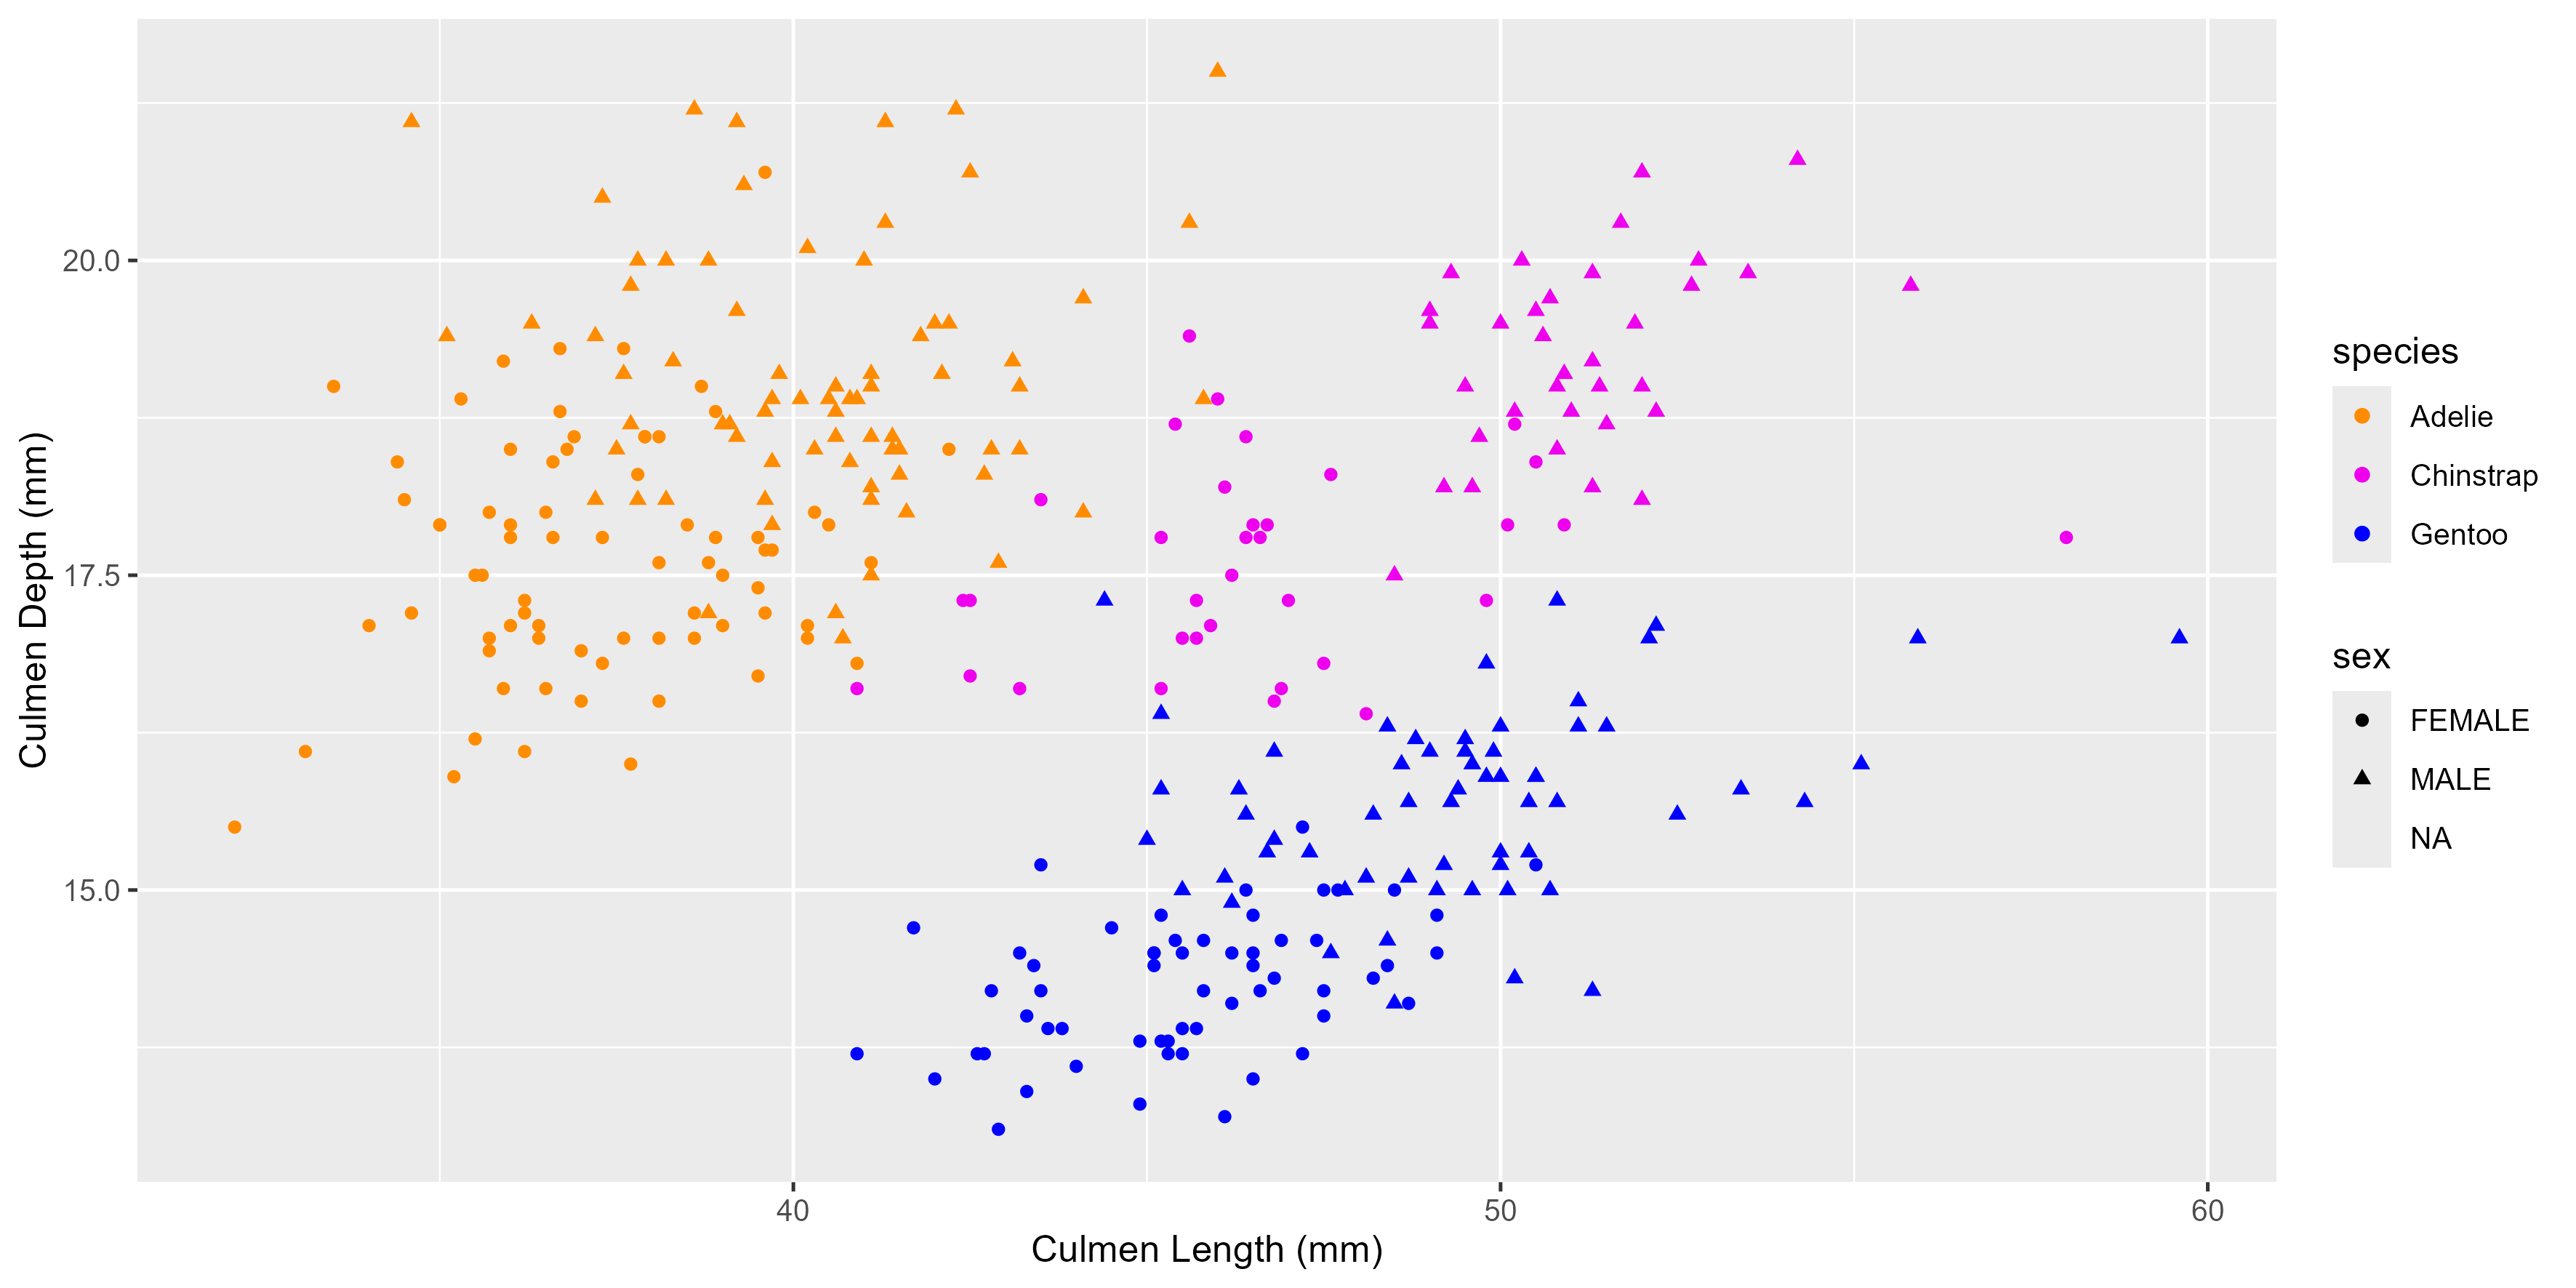 Culmen Depth (mm)
20.0
17.5
15.0
40
50
60
Culmen Length (mm)
species
Adelie
Chinstrap
Gentoo
sex
FEMALE
MALE
NA